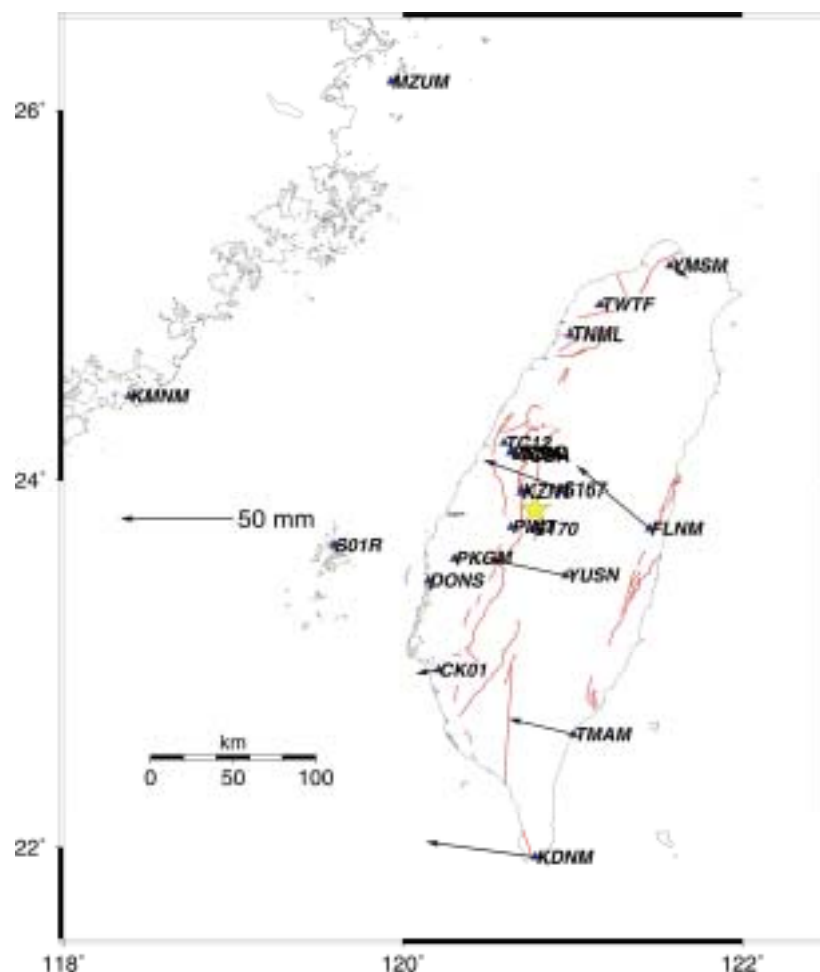 MZUM
26°
YMSM
TWTF
TNML
KMNM
TC12
24°
KZN
S167
50 mm
S01R
FLNM
PKGM
YUSN
DONS
CK01
km
0 50 100
TMAM
22°
KDNM
118° 120° 122°